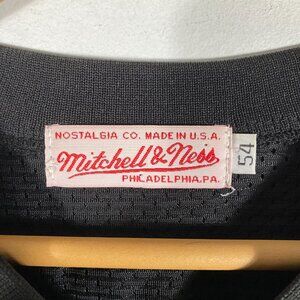 NOSTALGIA CO. MADE IN U.S.A.
Mitchell & Ness
PHILADELPHIA.PA.
54